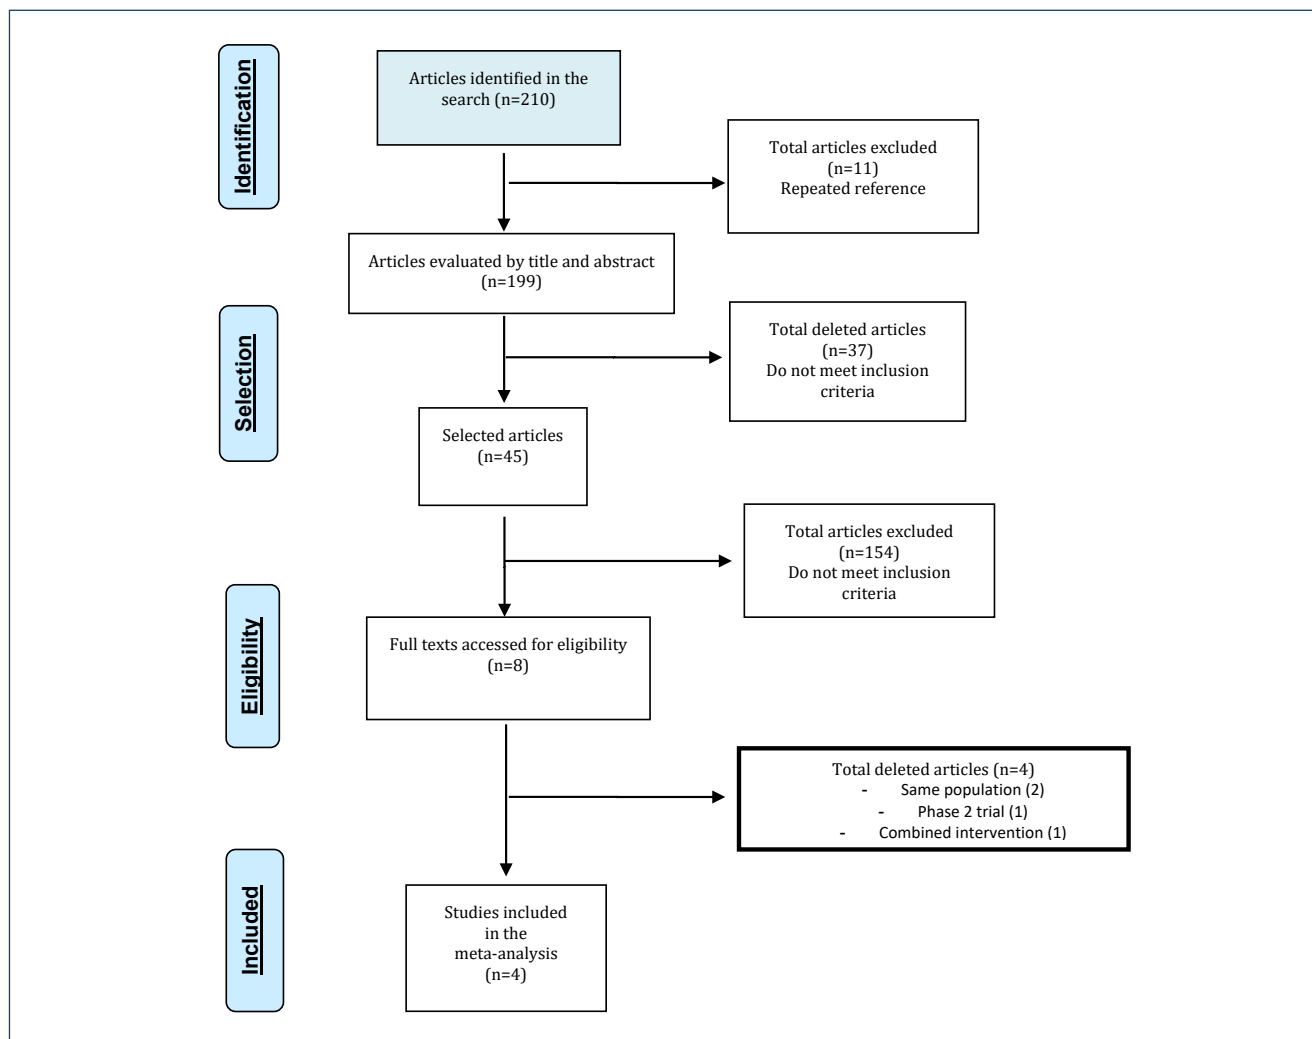 Identification
Articles identified in the
search (n=210)
Total articles excluded
(n=11)
Repeated reference
Articles evaluated by title and abstract
(n=199)
Selection
Total deleted articles
(n=37)
Do not meet inclusion
criteria
Selected articles
(n=45)
Total articles excluded
(n=154)
Do not meet inclusion
criteria
Eligibility
Full texts accessed for eligibility
(n=8)
Total deleted articles (n=4)
- Same population (2)
- Phase 2 trial (1)
- Combined intervention (1)
Included
Studies included
in the
meta-analysis
(n=4)